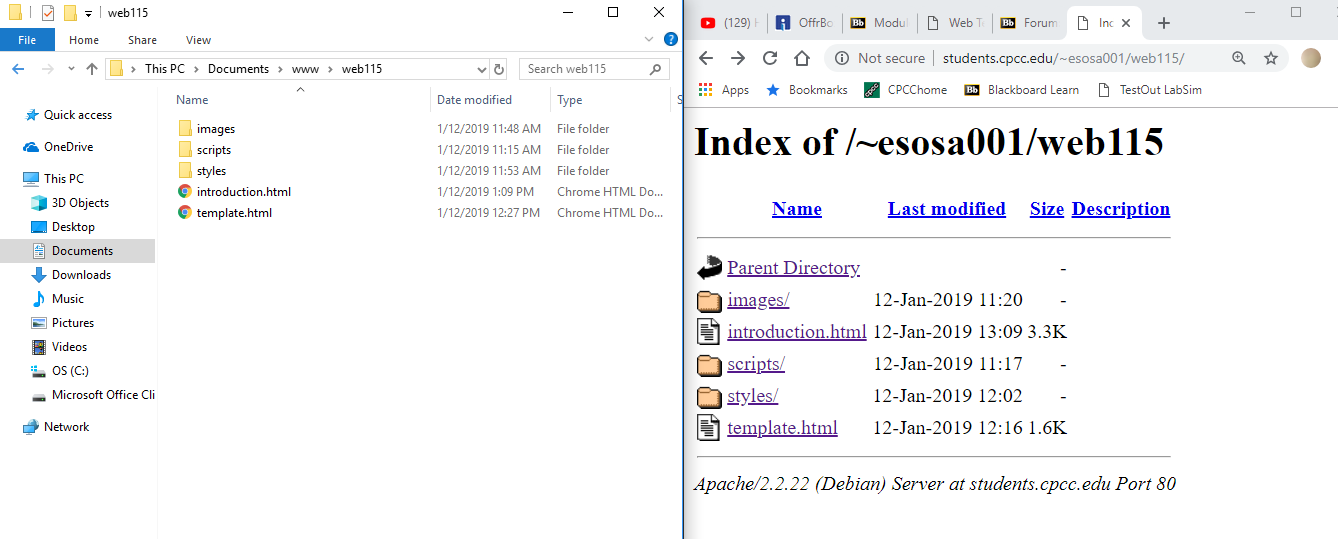 web115
File Home Share View
This PC Documents www web115
Search web115
Name Date modified Type S
Quick access
OneDrive
This PC
3D Objects
Desktop
Documents
Downloads
Music
Pictures
Videos
OS (C:)
Microsoft Office Cli
Network
images 1/12/2019 11:48 AM File folder
scripts 1/12/2019 11:15 AM File folder
styles 1/12/2019 11:53 AM File folder
introduction.html 1/12/2019 1:09 PM Chrome HTML Do...
template.html 1/12/2019 12:27 PM Chrome HTML Do...
(129) OffrBo Bb Modul Web T Bb Forum Inc
Not secure students.cpcc.edu/~esosa001/web115/
Apps Bookmarks CPCChome Bb Blackboard Learn TestOut LabSim
Index of /~esosa001/web115
Name Last modified Size Description
Parent Directory -
images/ 12-Jan-2019 11:20 -
introduction.html 12-Jan-2019 13:09 3.3K
scripts/ 12-Jan-2019 11:17 -
styles/ 12-Jan-2019 12:02 -
template.html 12-Jan-2019 12:16 1.6K
Apache/2.2.22 (Debian) Server at students.cpcc.edu Port 80